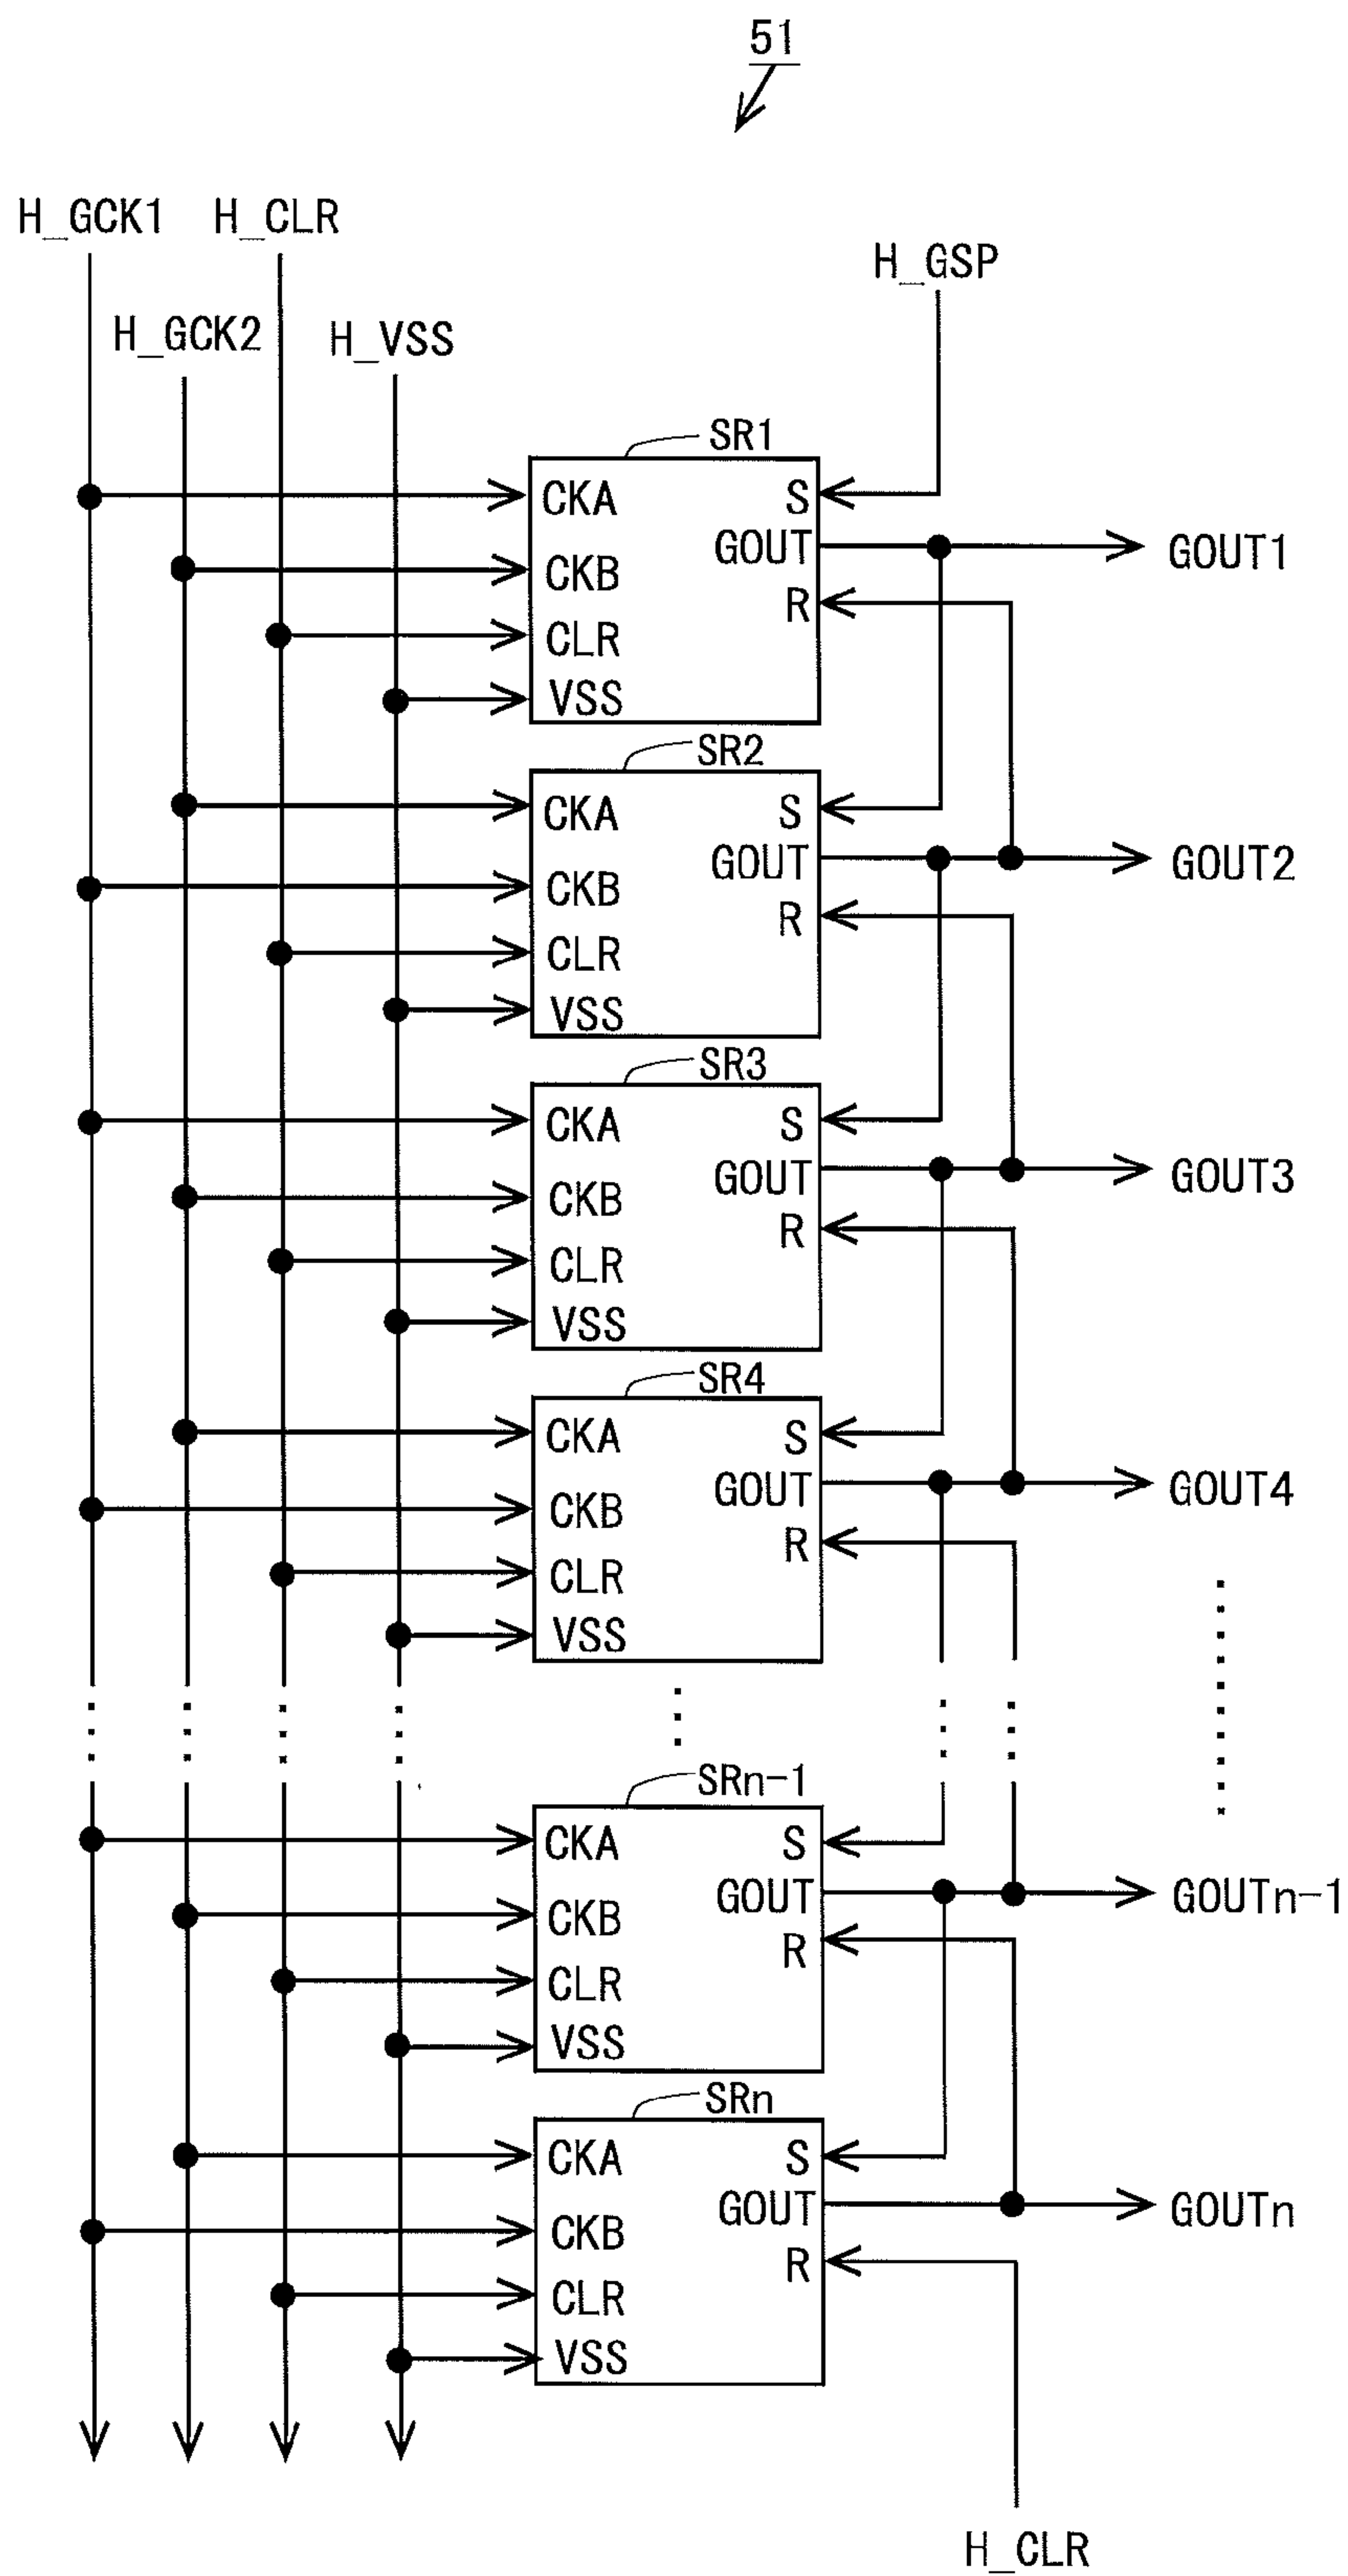 51
H_GCK1
H_CLR
H_GSP
H_GCK2
H_VSS
SR1
CKA
S
GOUT
GOUT1
CKB
R
CLR
VSS
SR2
CKA
S
GOUT
GOUT2
CKB
R
CLR
VSS
SR3
CKA
S
GOUT
GOUT3
CKB
R
CLR
VSS
SR4
CKA
S
GOUT
GOUT4
CKB
R
CLR
VSS
SRn-1
CKA
S
GOUT
GOUTn-1
CKB
R
CLR
VSS
SRn
CKA
S
GOUT
GOUTn
CKB
R
CLR
VSS
H_CLR